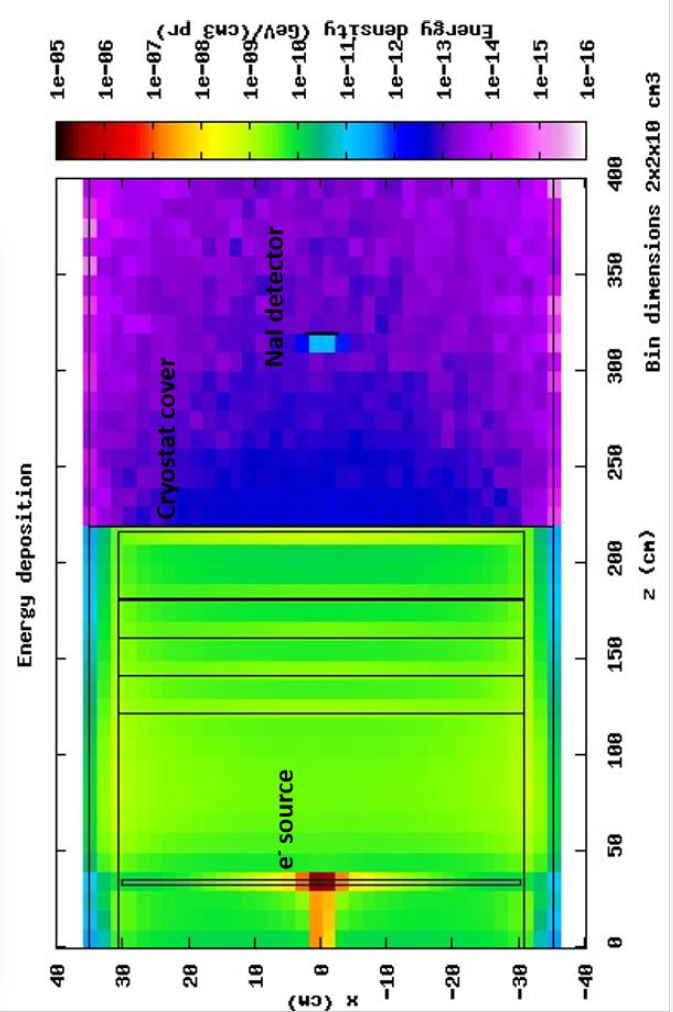 Energy deposition
Energy density (GeV/(cm3 pr)
1e-05
1e-06
1e-07
1e-08
1e-09
1e-10
1e-11
1e-12
1e-13
1e-14
1e-15
1e-16
Cryostat cover
NaI detector
e- source
x (cm)
40
30
20
10
0
-10
-20
-30
-40
0
50
100
150
200
250
300
350
400
z (cm)
Bin dimensions 2x2x10 cm3